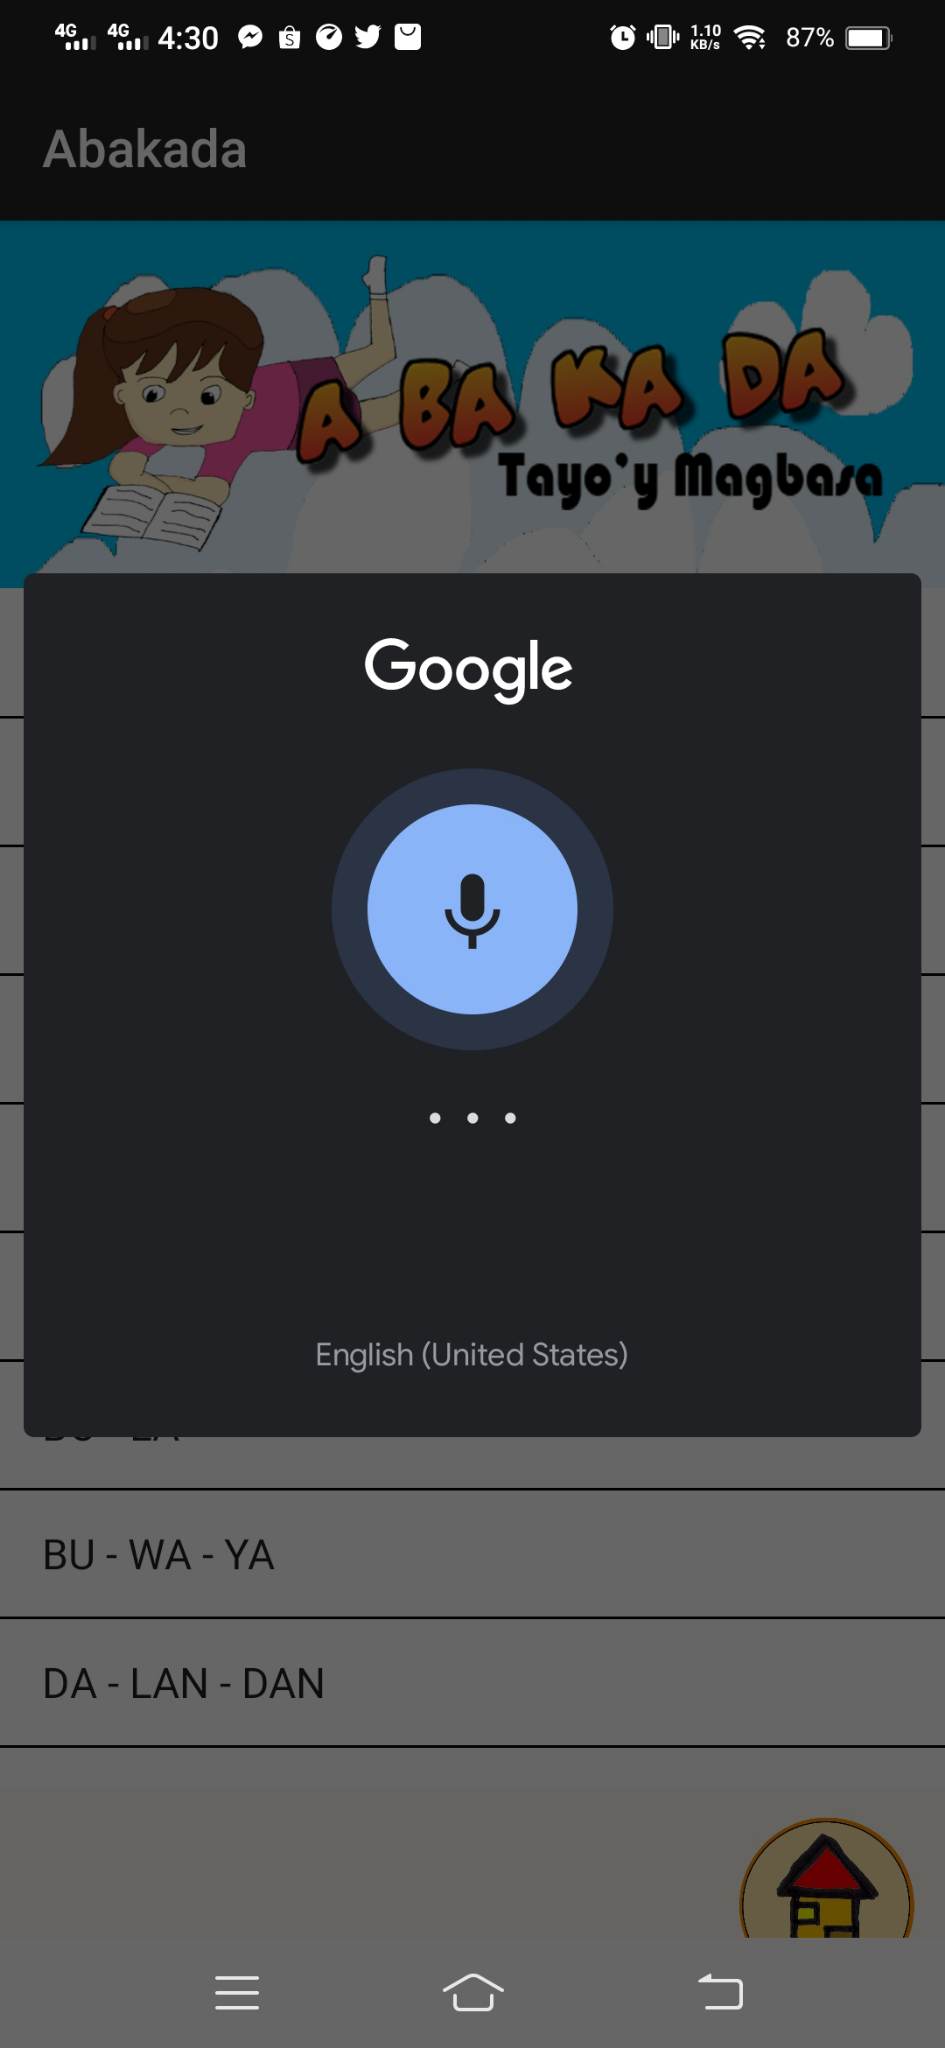 4G 4G 4:30 1.10 KB/s 87%
Abakada
A BA KA DA
Tayo'y Magbasa
Google
English (United States)
BU - WA - YA
DA - LAN - DAN